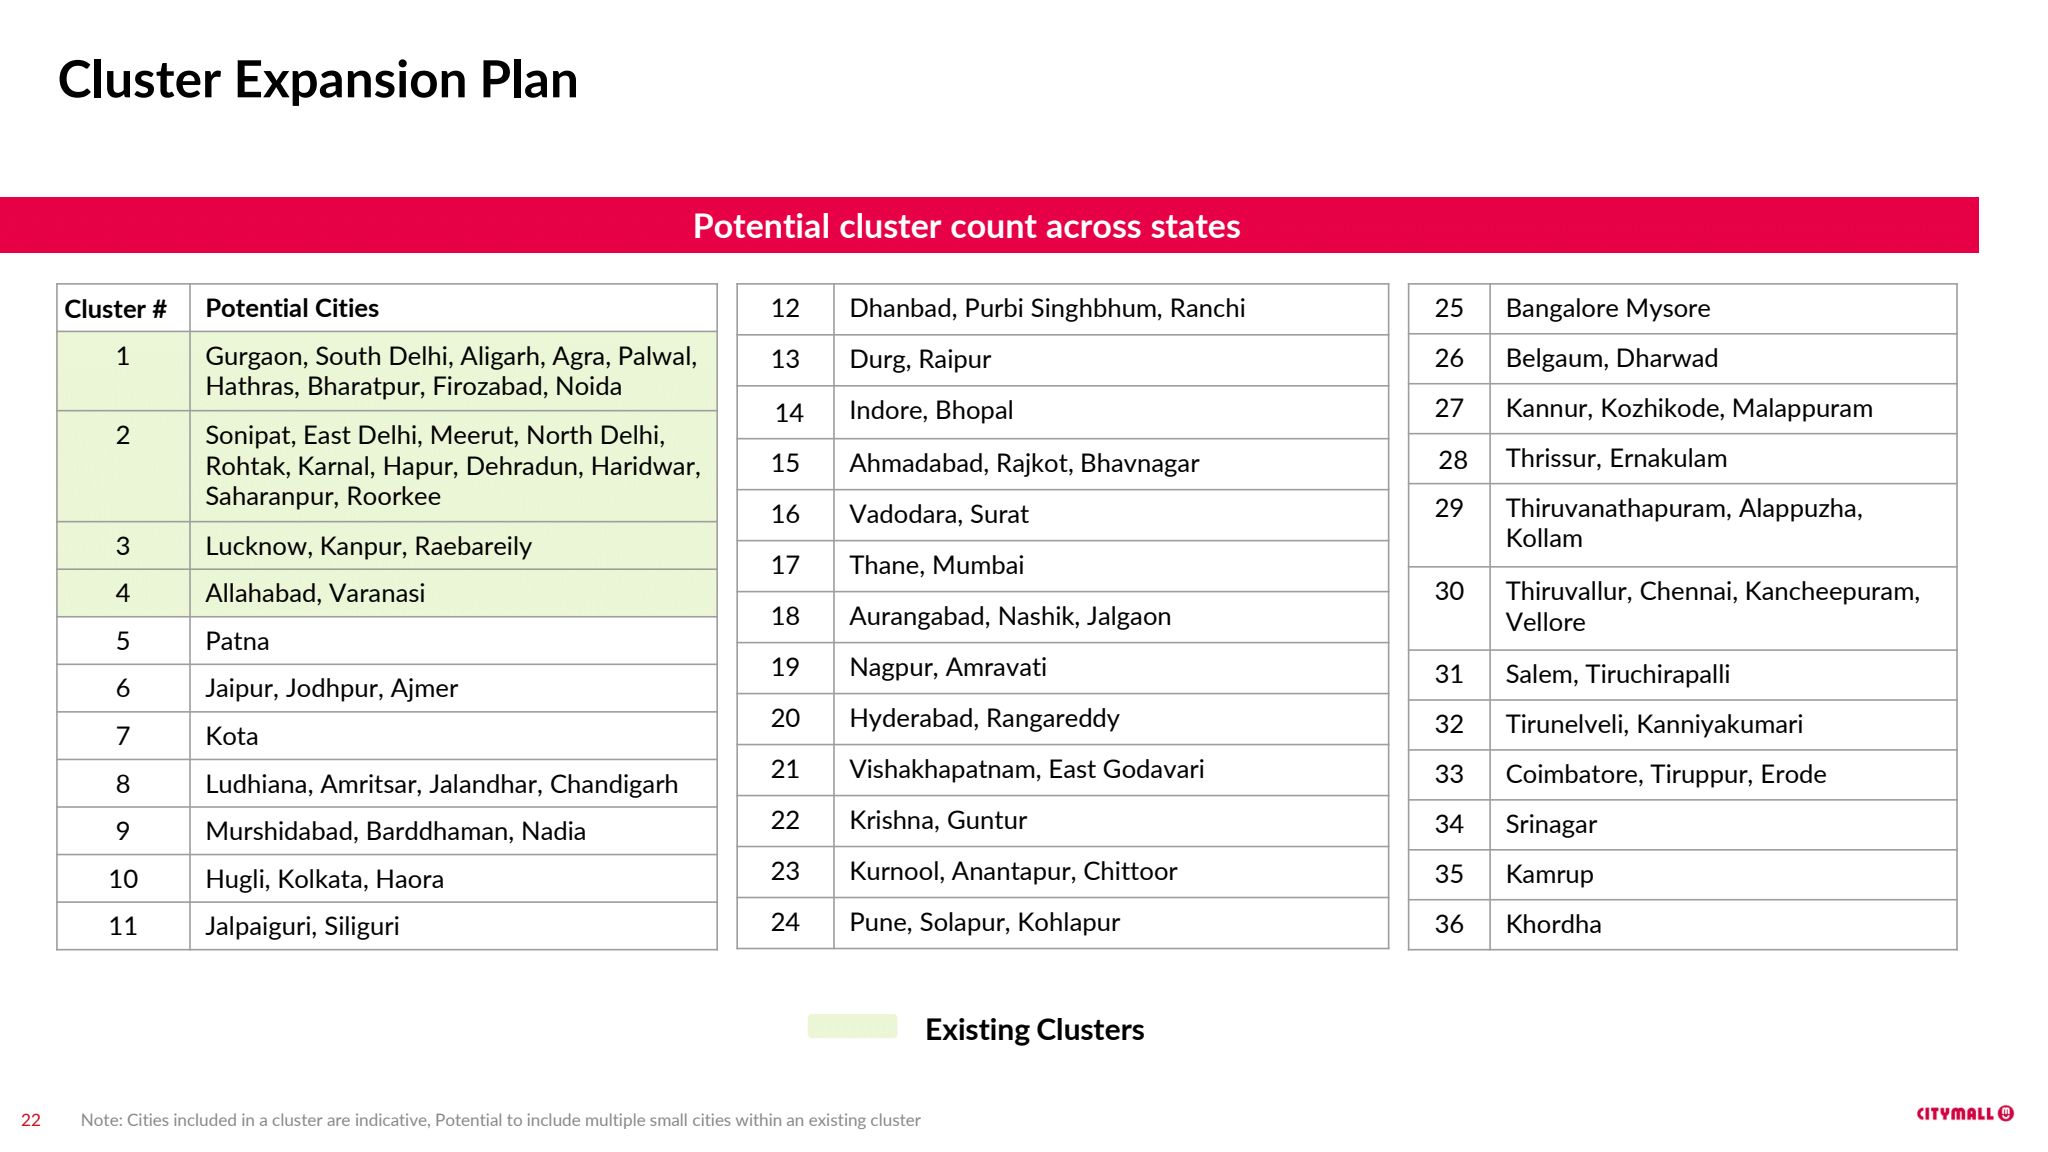 Cluster Expansion Plan
Potential cluster count across states
Cluster # Potential Cities
1 Gurgaon, South Delhi, Aligarh, Agra, Palwal,
Hathras, Bharatpur, Firozabad, Noida
2 Sonipat, East Delhi, Meerut, North Delhi,
Rohtak, Karnal, Hapur, Dehradun, Haridwar,
Saharanpur, Roorkee
3 Lucknow, Kanpur, Raebareily
4 Allahabad, Varanasi
5 Patna
6 Jaipur, Jodhpur, Ajmer
7 Kota
8 Ludhiana, Amritsar, Jalandhar, Chandigarh
9 Murshidabad, Barddhaman, Nadia
10 Hugli, Kolkata, Haora
11 Jalpaiguri, Siliguri
12 Dhanbad, Purbi Singhbhum, Ranchi
13 Durg, Raipur
14 Indore, Bhopal
15 Ahmadabad, Rajkot, Bhavnagar
16 Vadodara, Surat
17 Thane, Mumbai
18 Aurangabad, Nashik, Jalgaon
19 Nagpur, Amravati
20 Hyderabad, Rangareddy
21 Vishakhapatnam, East Godavari
22 Krishna, Guntur
23 Kurnool, Anantapur, Chittoor
24 Pune, Solapur, Kohlapur
25 Bangalore Mysore
26 Belgaum, Dharwad
27 Kannur, Kozhikode, Malappuram
28 Thrissur, Ernakulam
29 Thiruvanathapuram, Alappuzha,
Kollam
30 Thiruvallur, Chennai, Kancheepuram,
Vellore
31 Salem, Tiruchirapalli
32 Tirunelveli, Kanniyakumari
33 Coimbatore, Tiruppur, Erode
34 Srinagar
35 Kamrup
36 Khordha
Existing Clusters
22 Note: Cities included in a cluster are indicative, Potential to include multiple small cities within an existing cluster
CITYMALL